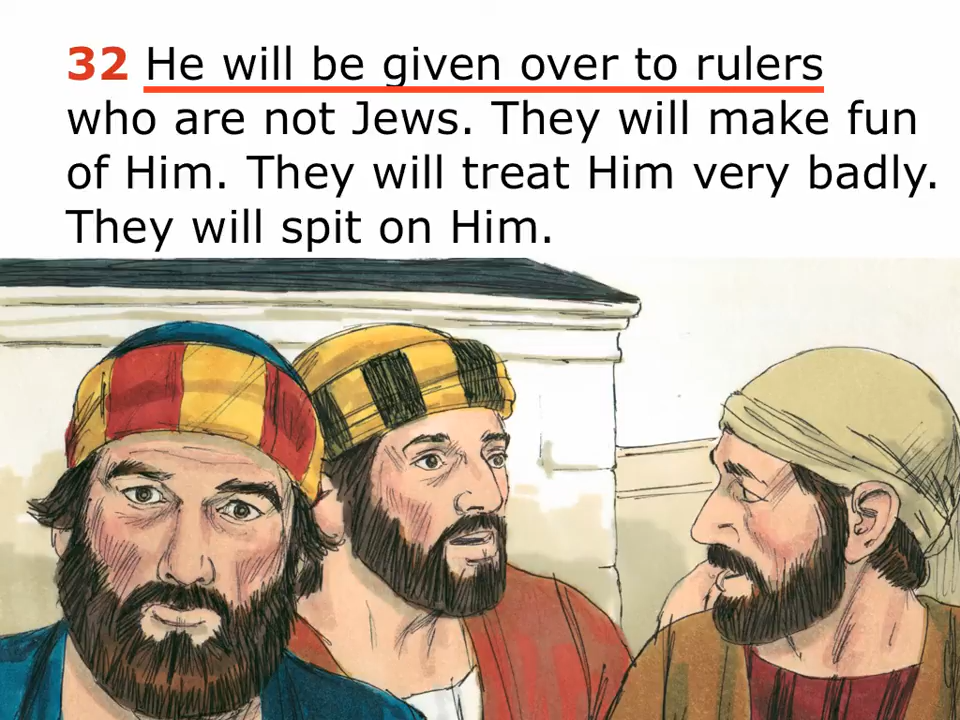 32 He will be given over to rulers
who are not Jews. They will make fun
of Him. They will treat Him very badly.
They will spit on Him.